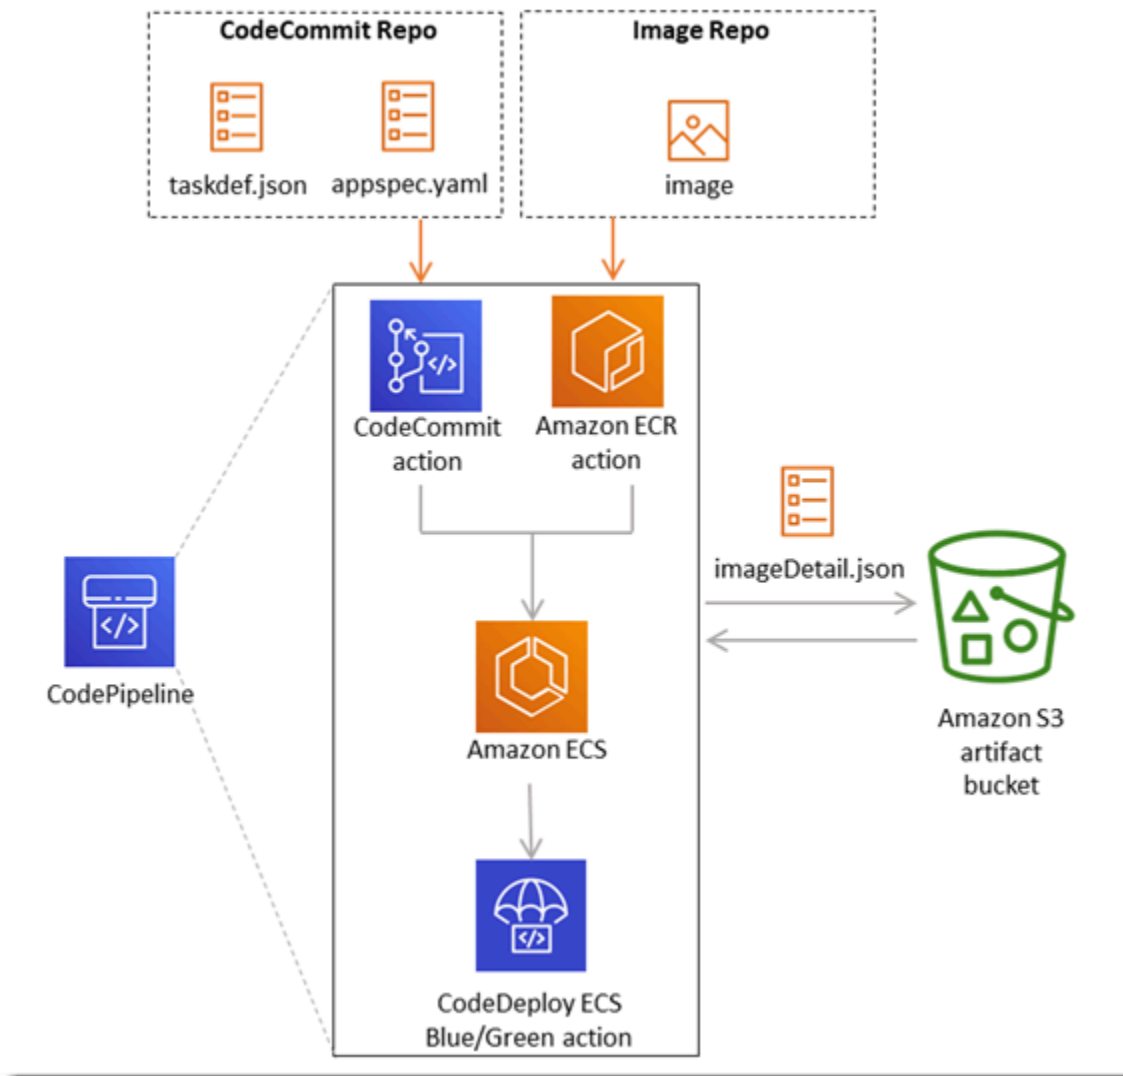 CodeCommit Repo
Image Repo
taskdef.json
appspec.yaml
image
CodeCommit
action
Amazon ECR
action
imageDetail.json
CodePipeline
Amazon ECS
Amazon S3
artifact
bucket
CodeDeploy ECS
Blue/Green action